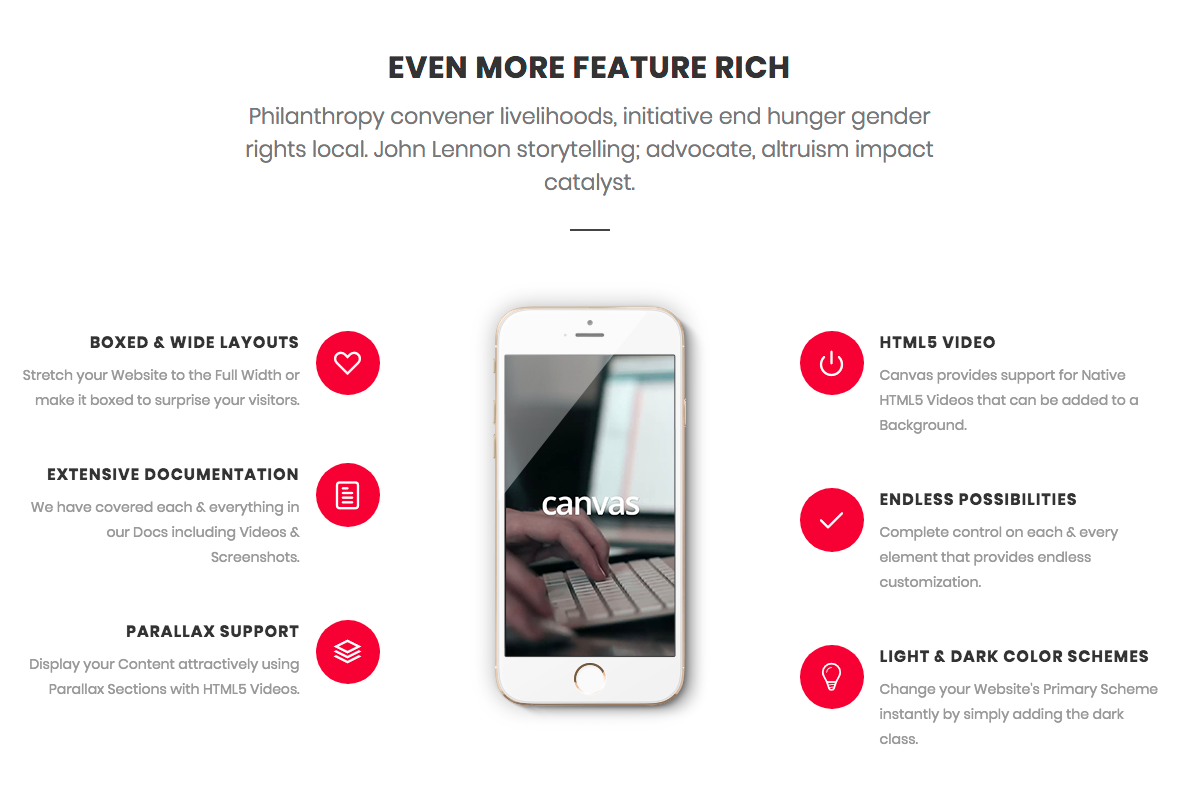 EVEN MORE FEATURE RICH
Philanthropy convener livelihoods, initiative end hunger gender
rights local. John Lennon storytelling; advocate, altruism impact
catalyst.
BOXED & WIDE LAYOUTS
Stretch your Website to the Full Width or
make it boxed to surprise your visitors.
EXTENSIVE DOCUMENTATION
We have covered each & everything in
our Docs including Videos &
Screenshots.
PARALLAX SUPPORT
Display your Content attractively using
Parallax Sections with HTML5 Videos.
canvas
HTML5 VIDEO
Canvas provides support for Native
HTML5 Videos that can be added to a
Background.
ENDLESS POSSIBILITIES
Complete control on each & every
element that provides endless
customization.
LIGHT & DARK COLOR SCHEMES
Change your Website's Primary Scheme
instantly by simply adding the dark
class.